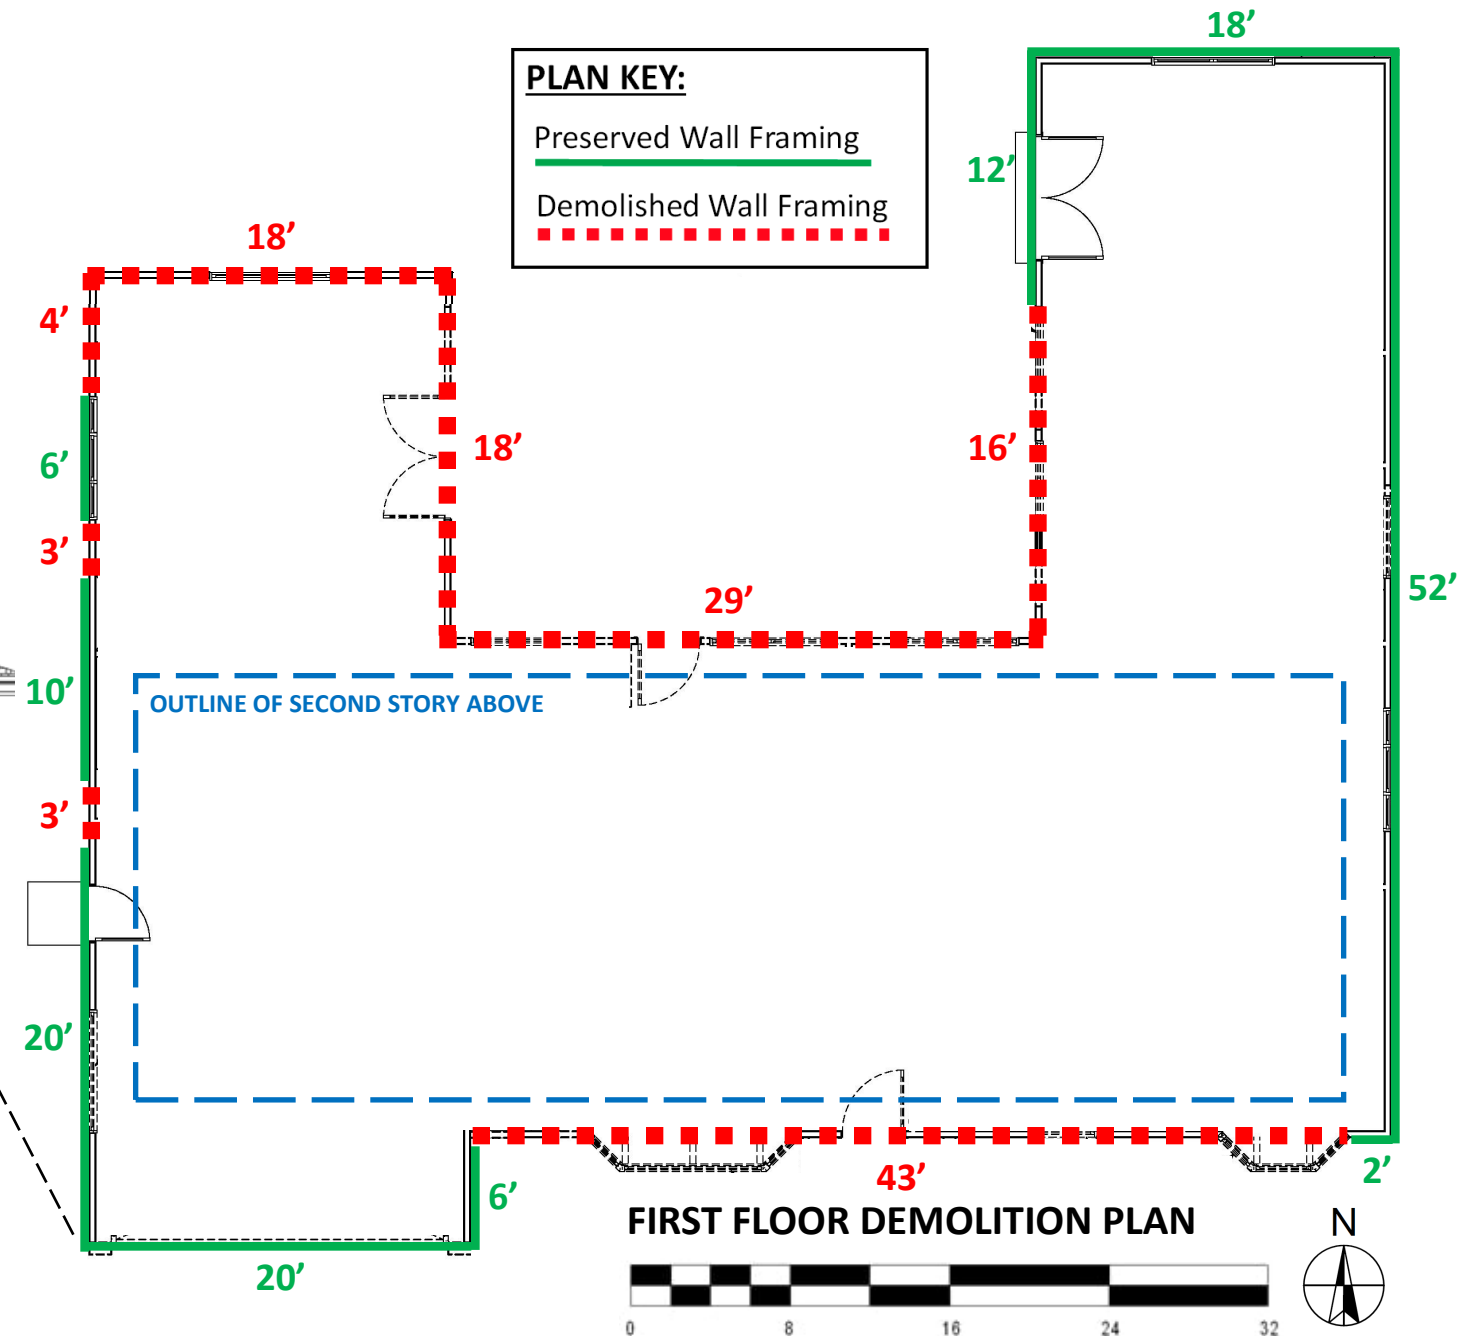 18’
PLAN KEY:
Preserved Wall Framing
Demolished Wall Framing
12’
18’
4’
6’
18’
16’
3’
52’
29’
10’
OUTLINE OF SECOND STORY ABOVE
3’
20’
43’
2’
6’
FIRST FLOOR DEMOLITION PLAN
N
20’
0 8 16 24 32